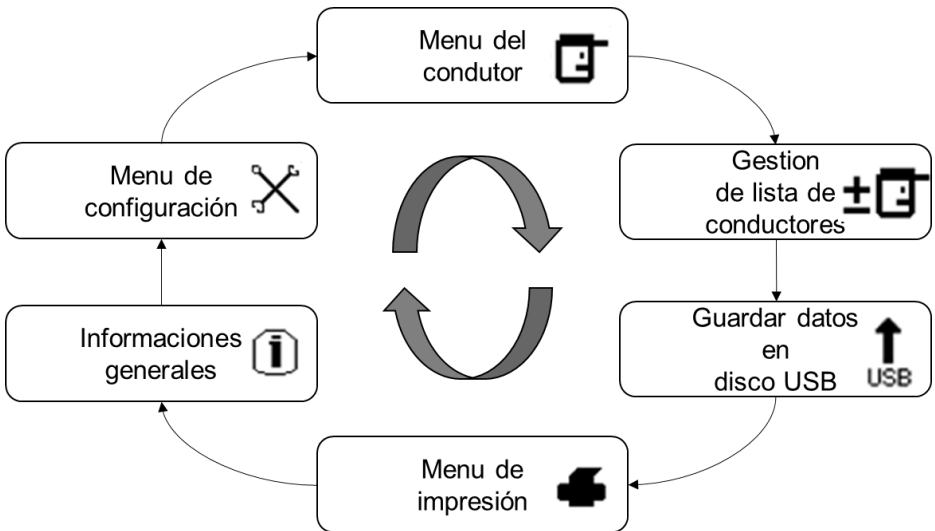 Menu del
condutor
Gestion
de lista de
conductores
Guardar datos
en
disco USB
USB
Menu de
impresión
Informaciones
generales
Menu de
configuración